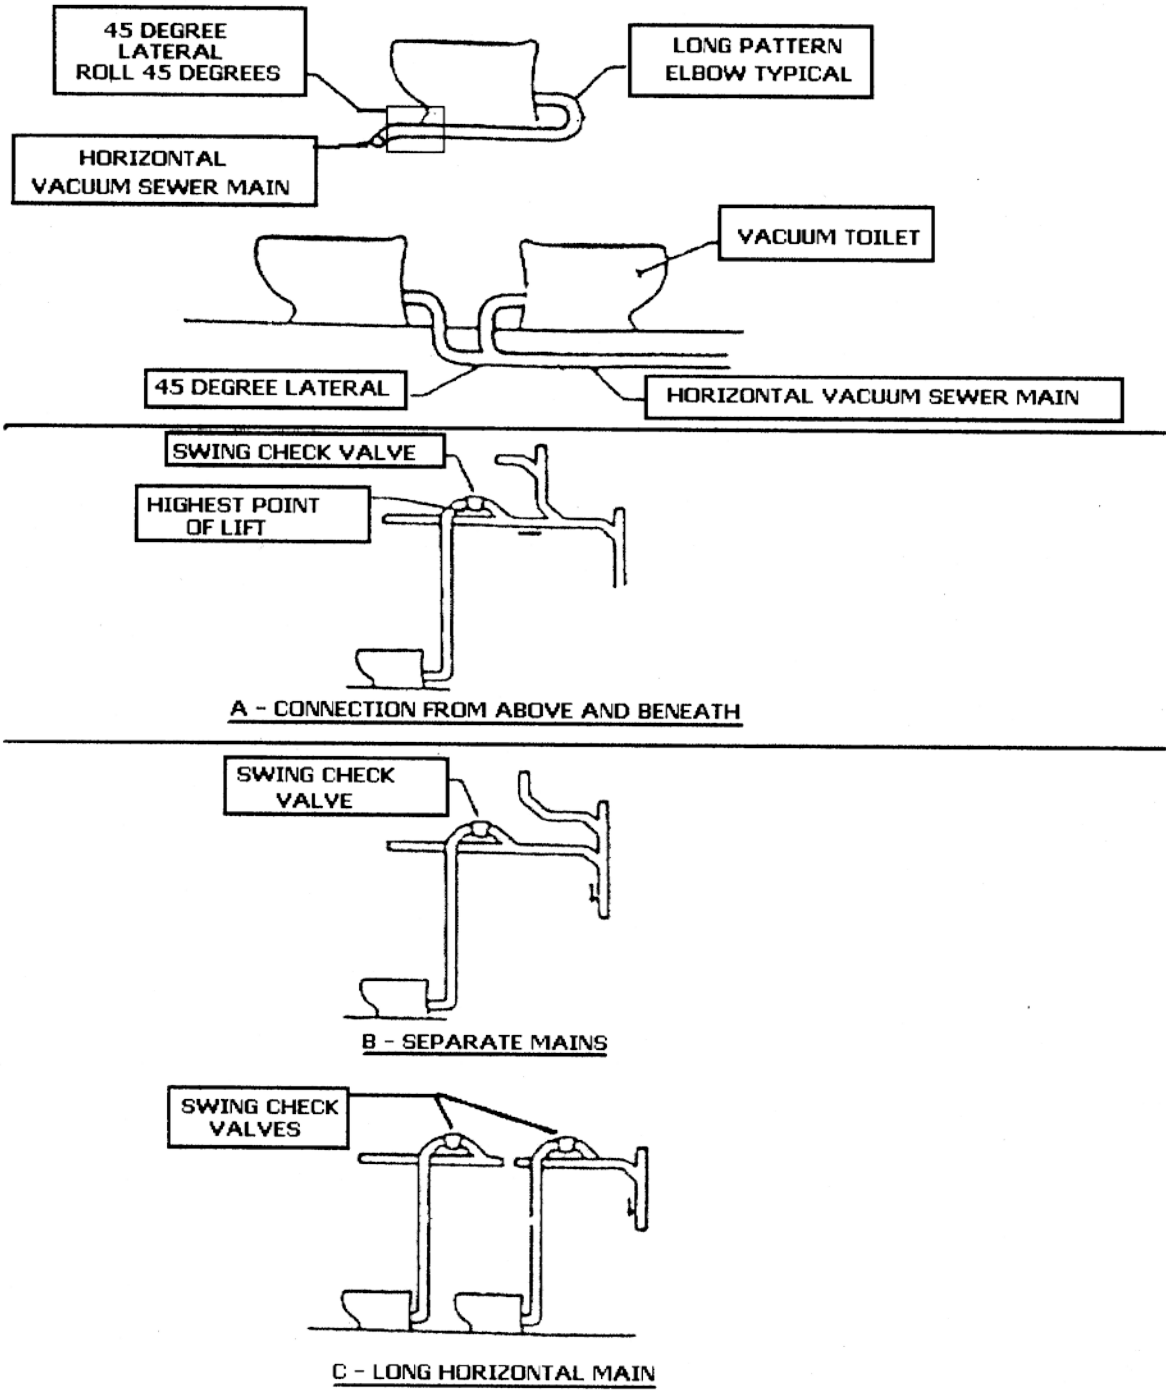 45 DEGREE
LATERAL
ROLL 45 DEGREES
LONG PATTERN
ELBOW TYPICAL
HORIZONTAL
VACUUM SEWER MAIN
VACUUM TOILET
45 DEGREE LATERAL
HORIZONTAL VACUUM SEWER MAIN
SWING CHECK VALVE
HIGHEST POINT
OF LIFT
A - CONNECTION FROM ABOVE AND BENEATH
SWING CHECK
VALVE
B - SEPARATE MAINS
SWING CHECK
VALVES
C - LONG HORIZONTAL MAIN